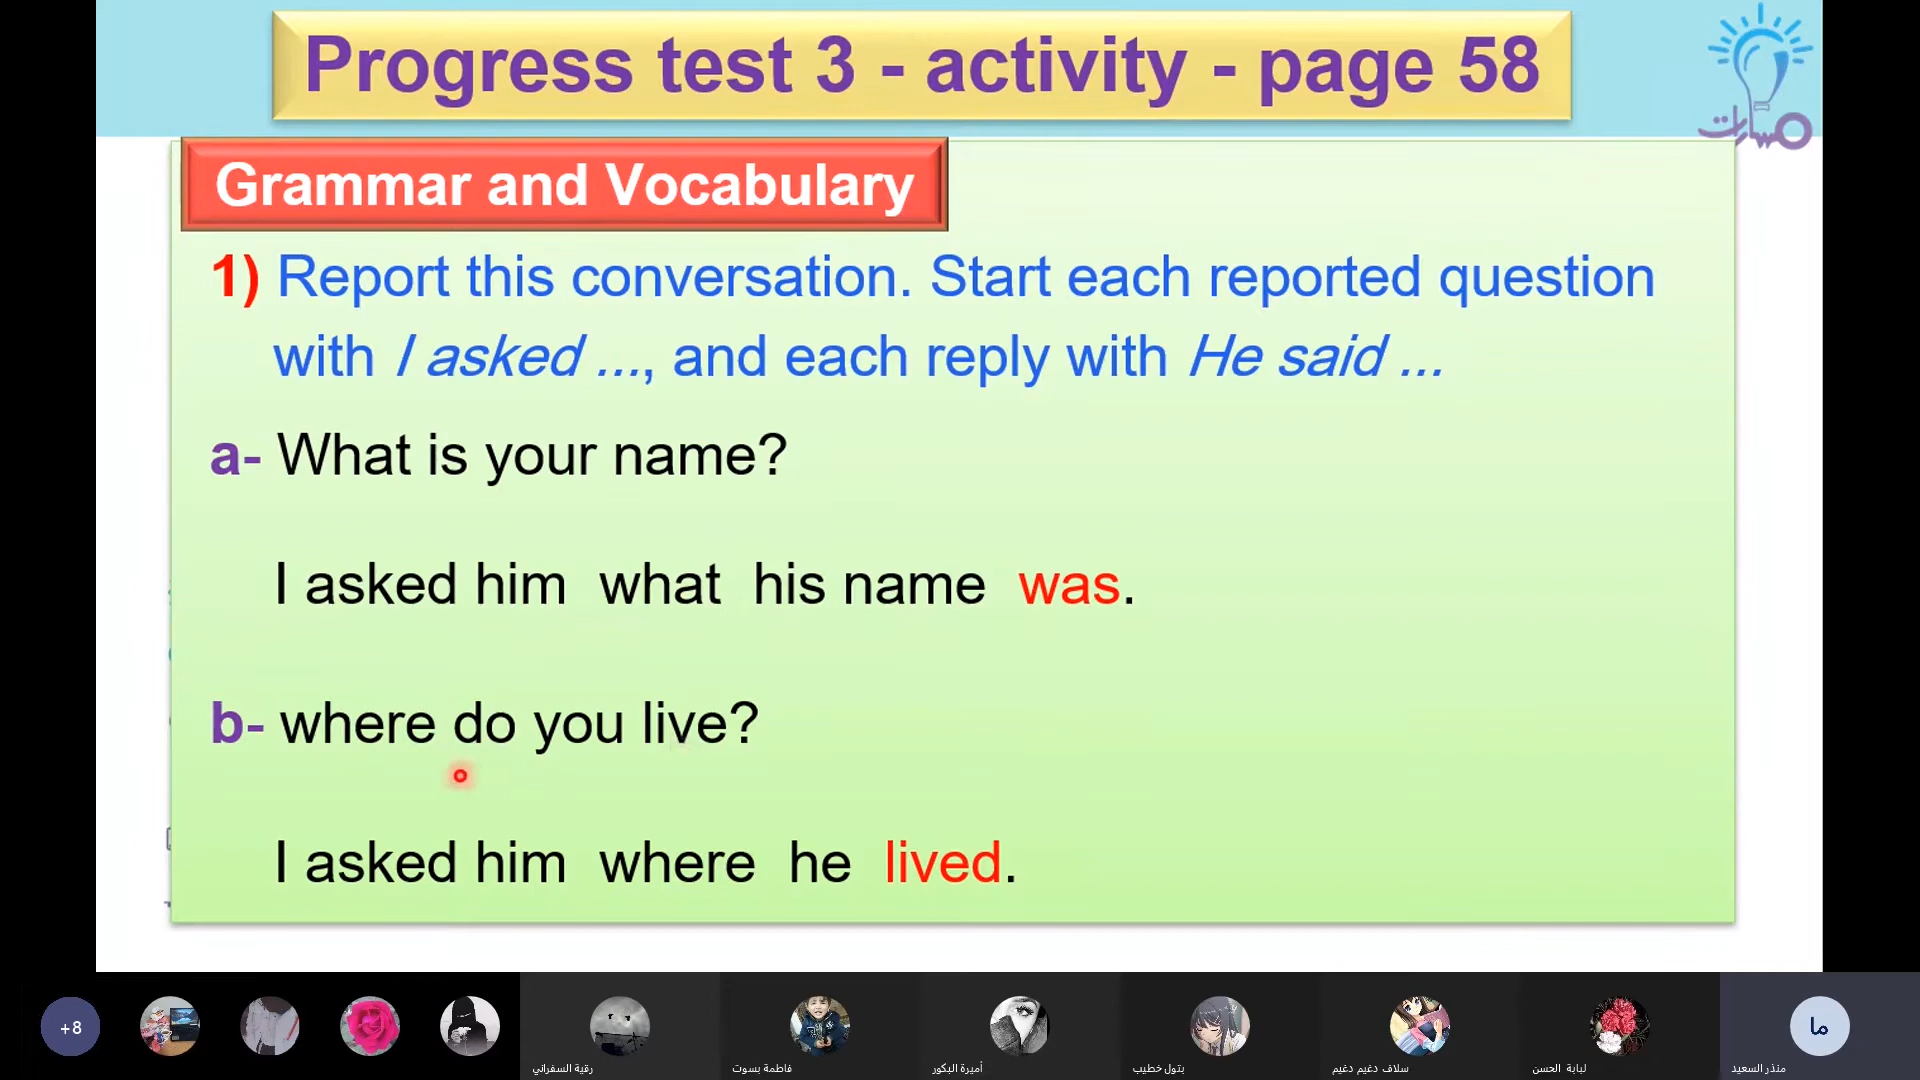 Progress test 3 - activity - page 58
مسارات
Grammar and Vocabulary
1) Report this conversation. Start each reported question
with I asked ..., and each reply with He said ...
a- What is your name?
I asked him what his name was.
b- where do you live?
I asked him where he lived.
+8
رقية السفراني
فاطمة بسوت
أميرة البكور
بتول خطيب
سلاف دغيم دغيم
لبابة الحسن
ما
منذر السعيد